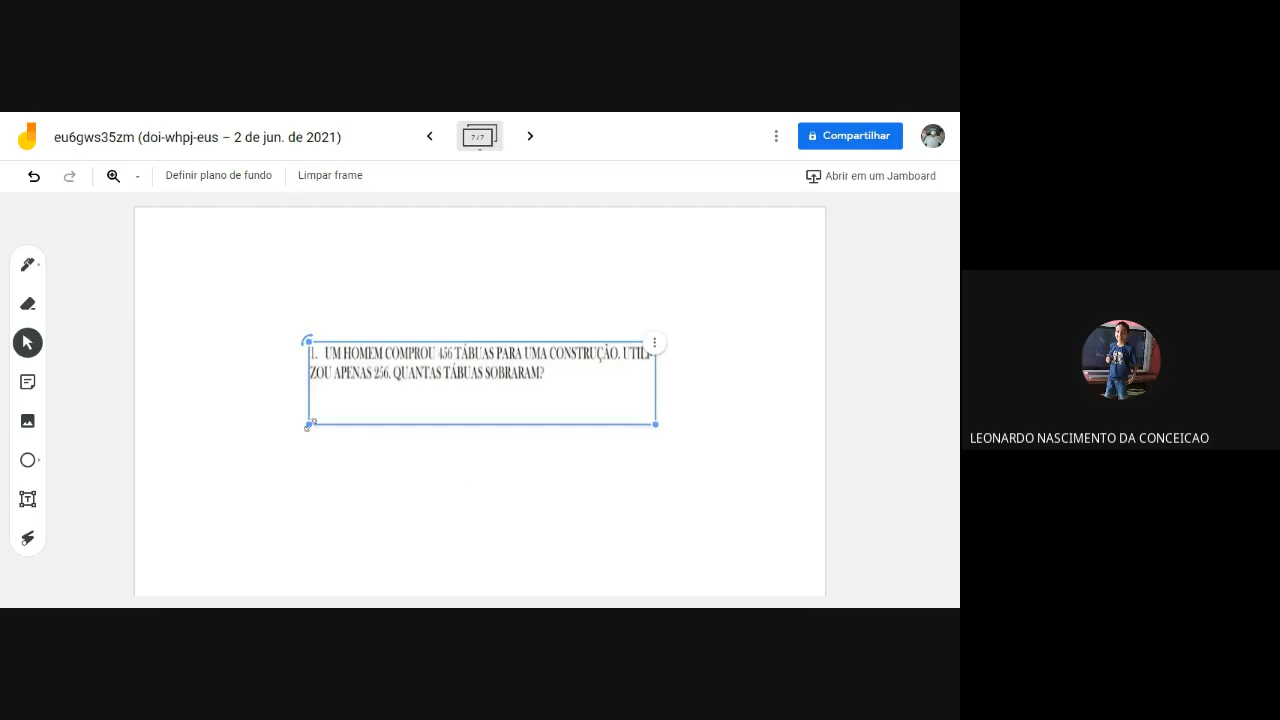 eu6gws35zm (doi-whpj-eus – 2 de jun. de 2021)
7 / 7
Compartilhar
Definir plano de fundo
Limpar frame
Abrir em um Jamboard
1. UM HOMEM COMPROU 456 TÁBUAS PARA UMA CONSTRUÇÃO. UTILI-
ZOU APENAS 256. QUANTAS TÁBUAS SOBRARAM?
LEONARDO NASCIMENTO DA CONCEICAO